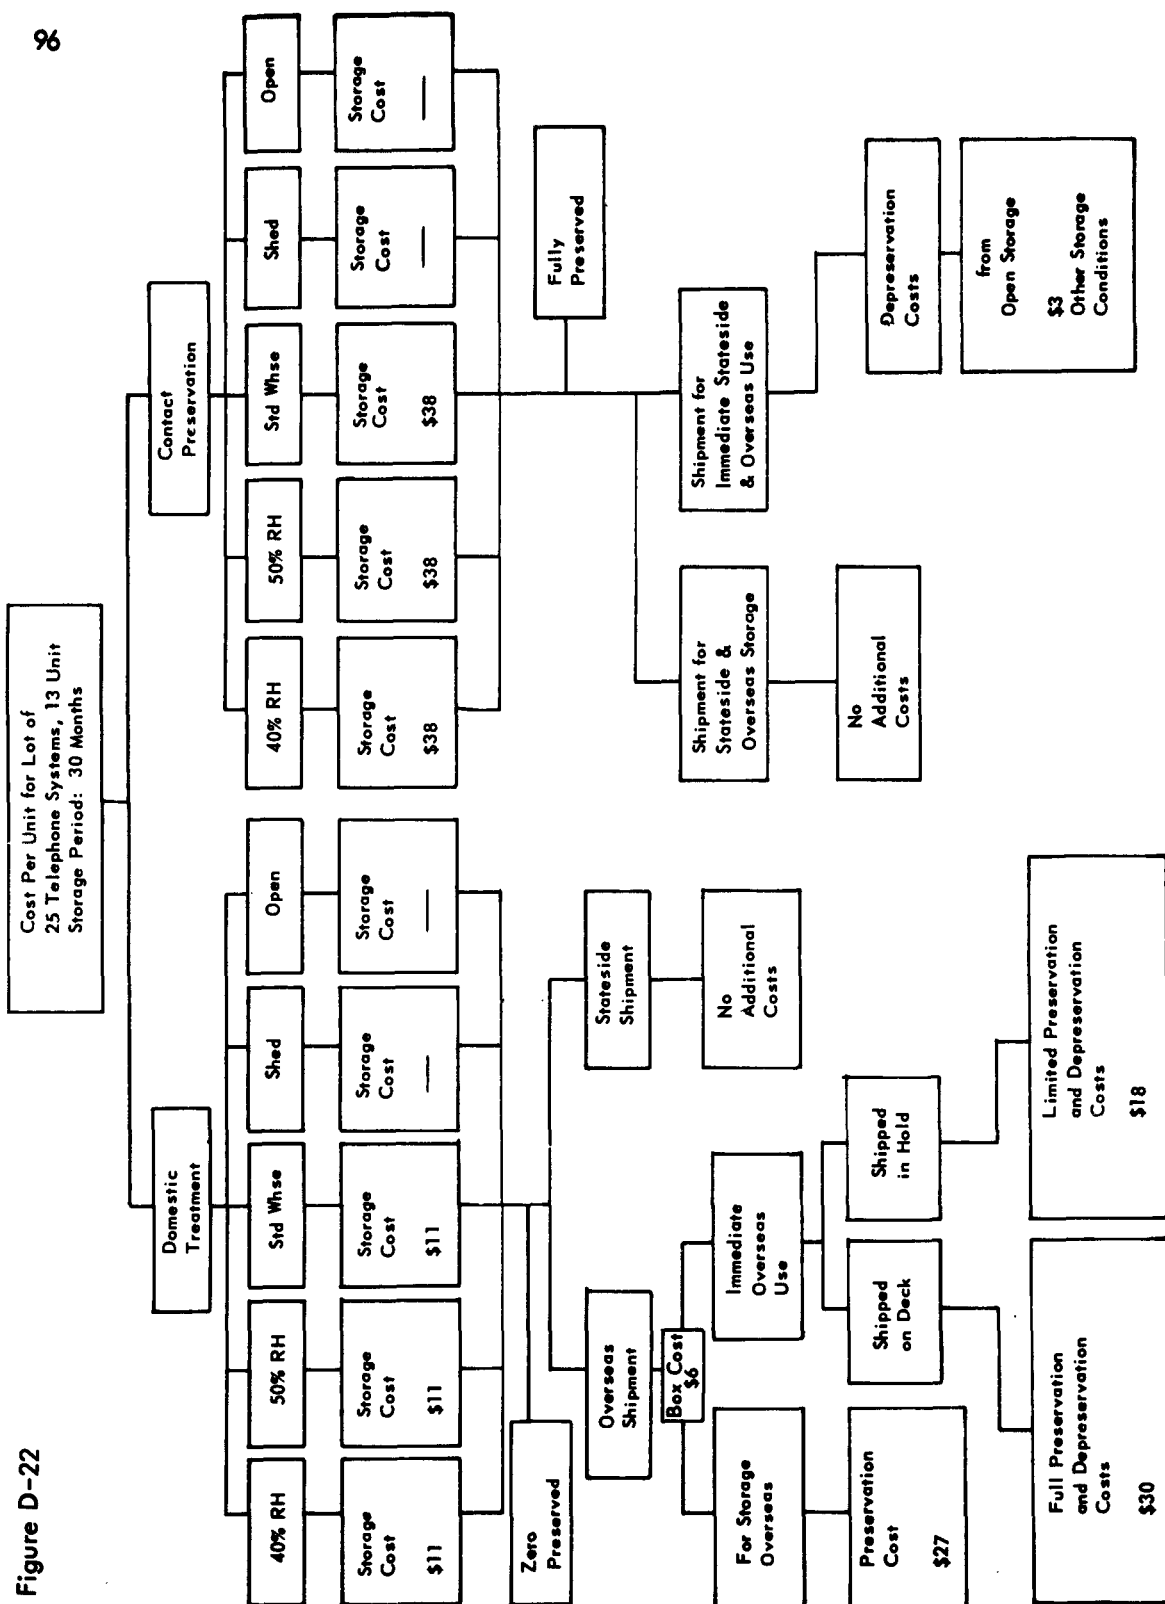 96
Figure D-22
Cost Per Unit for Lot of
25 Telephone Systems, 13 Unit
Storage Period: 30 Months
Domestic
Treatment
40% RH
50% RH
Std Whse
Shed
Open
Storage
Cost
$11
Storage
Cost
$11
Storage
Cost
$11
Storage
Cost
—
Storage
Cost
—
Zero
Preserved
Overseas
Shipment
Stateside
Shipment
Box Cost
$6
No
Additional
Costs
For Storage
Overseas
Immediate
Overseas
Use
Preservation
Cost
$27
Shipped
on Deck
Shipped
in Hold
Full Preservation
and Depreservation
Costs
$30
Limited Preservation
and Depreservation
Costs
$18
Contact
Preservation
40% RH
50% RH
Std Whse
Shed
Open
Storage
Cost
$38
Storage
Cost
$38
Storage
Cost
$38
Storage
Cost
—
Storage
Cost
—
Fully
Preserved
Shipment for
Stateside &
Overseas Storage
Shipment for
Immediate Stateside
& Overseas Use
No
Additional
Costs
Depreservation
Costs
from
Open Storage
$3
Other Storage
Conditions